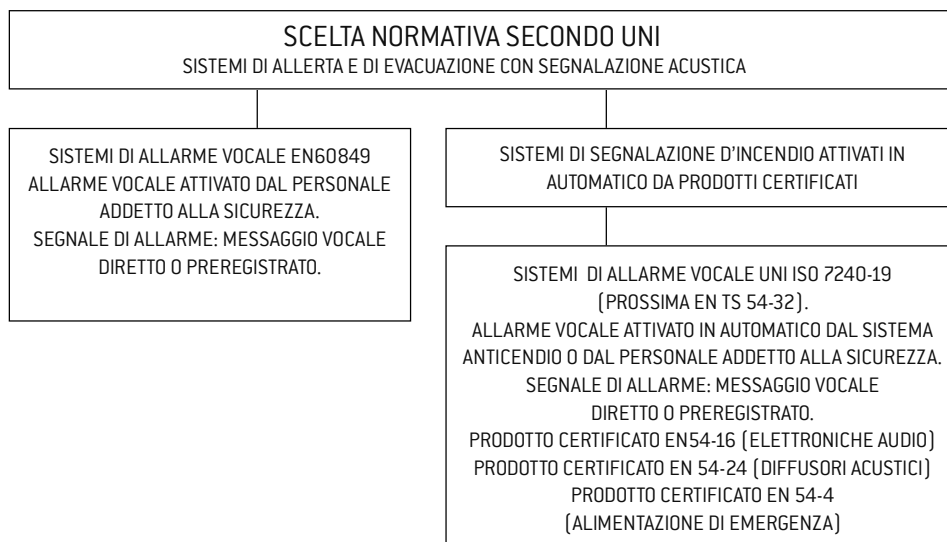 SCELTA NORMATIVA SECONDO UNI
SISTEMI DI ALLERTA E DI EVACUAZIONE CON SEGNALAZIONE ACUSTICA
SISTEMI DI ALLARME VOCALE EN60849
ALLARME VOCALE ATTIVATO DAL PERSONALE
ADDETTO ALLA SICUREZZA.
SEGNALE DI ALLARME: MESSAGGIO VOCALE
DIRETTO O PREREGISTRATO.
SISTEMI DI SEGNALAZIONE D'INCENDIO ATTIVATI IN
AUTOMATICO DA PRODOTTI CERTIFICATI
SISTEMI DI ALLARME VOCALE UNI ISO 7240-19
(PROSSIMA EN TS 54-32).
ALLARME VOCALE ATTIVATO IN AUTOMATICO DAL SISTEMA
ANTICENDIO O DAL PERSONALE ADDETTO ALLA SICUREZZA.
SEGNALE DI ALLARME: MESSAGGIO VOCALE
DIRETTO O PREREGISTRATO.
PRODOTTO CERTIFICATO EN54-16 (ELETTRONICHE AUDIO)
PRODOTTO CERTIFICATO EN 54-24 (DIFFUSORI ACUSTICI)
PRODOTTO CERTIFICATO EN 54-4
(ALIMENTAZIONE DI EMERGENZA)